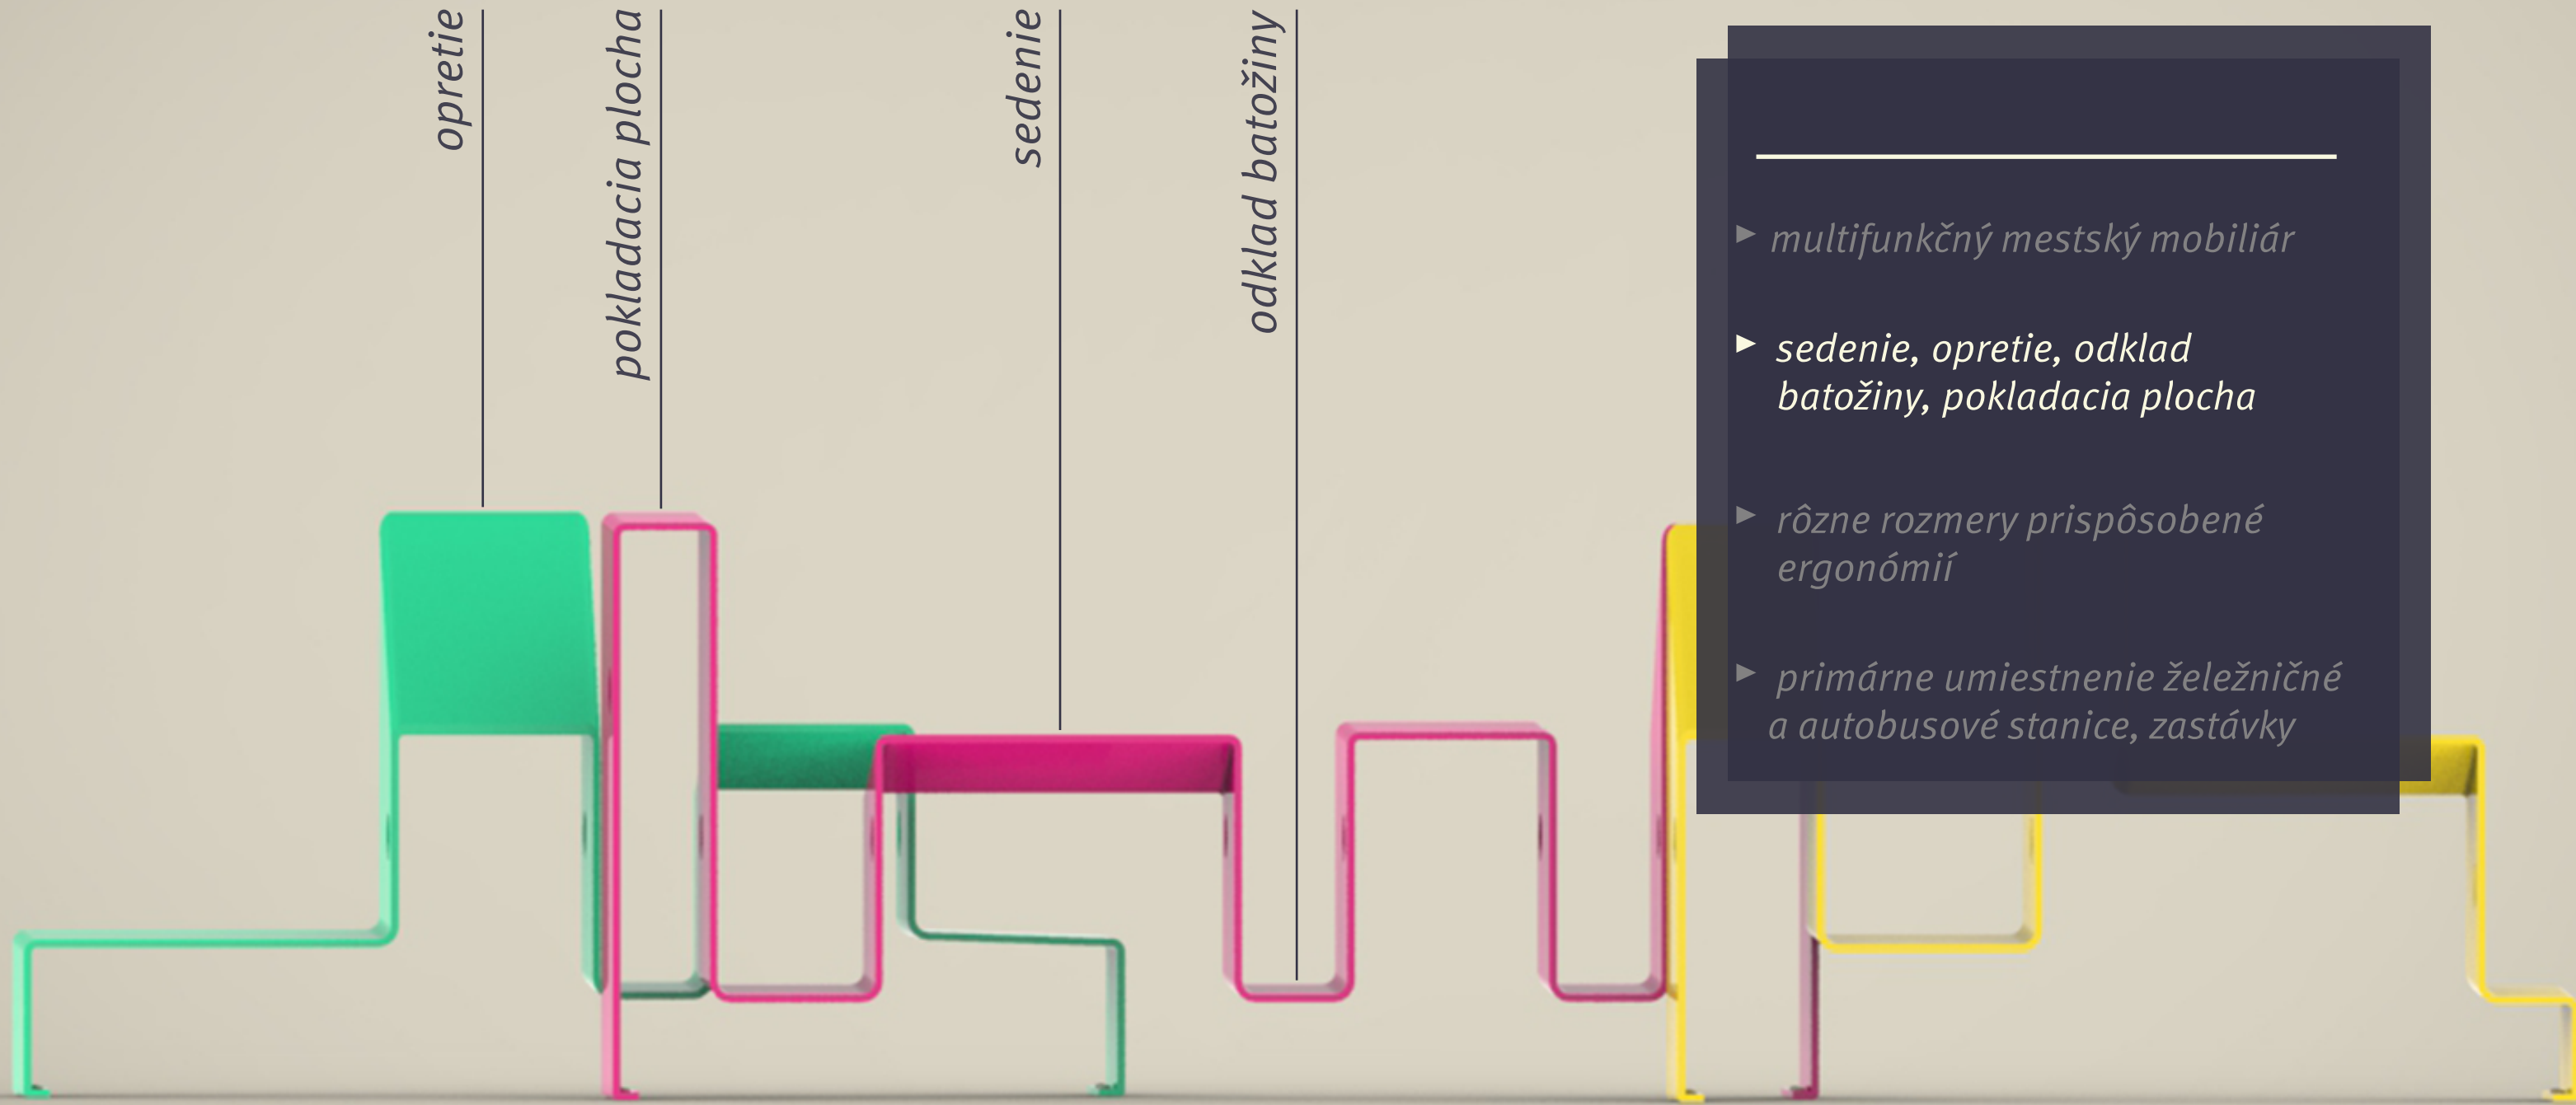 opretie
pokladacia plocha
sedenie
odklad batožiny
multifunkčný mestský mobiliár
sedenie, opretie, odklad
batožiny, pokladacia plocha
rôzne rozmery prispôsobené
ergonómií
primárne umiestnenie želežničné
a autobusové stanice, zastávky